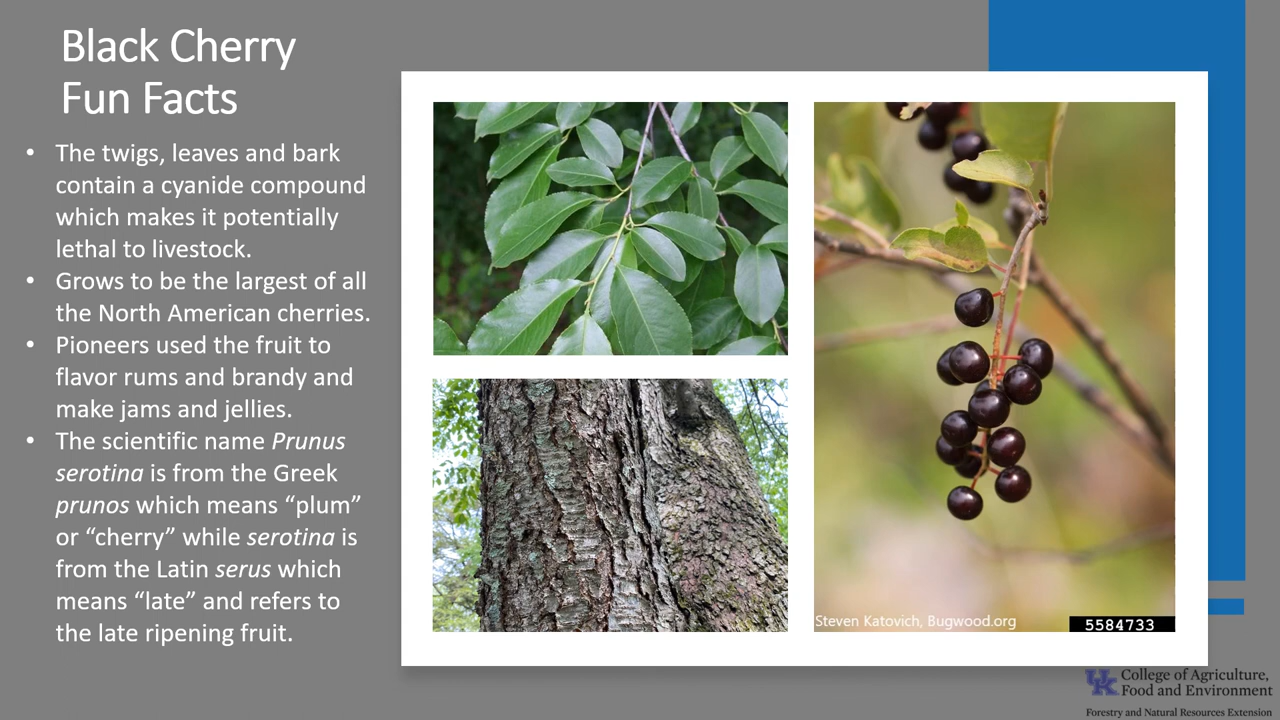 Black Cherry
Fun Facts
• The twigs, leaves and bark
contain a cyanide compound
which makes it potentially
lethal to livestock.
• Grows to be the largest of all
the North American cherries.
• Pioneers used the fruit to
flavor rums and brandy and
make jams and jellies.
• The scientific name Prunus
serotina is from the Greek
prunos which means “plum”
or “cherry” while serotina is
from the Latin serus which
means “late” and refers to
the late ripening fruit.
Steven Katovich, Bugwood.org
5584733
UK
College of Agriculture,
Food and Environment
Forestry and Natural Resources Extension